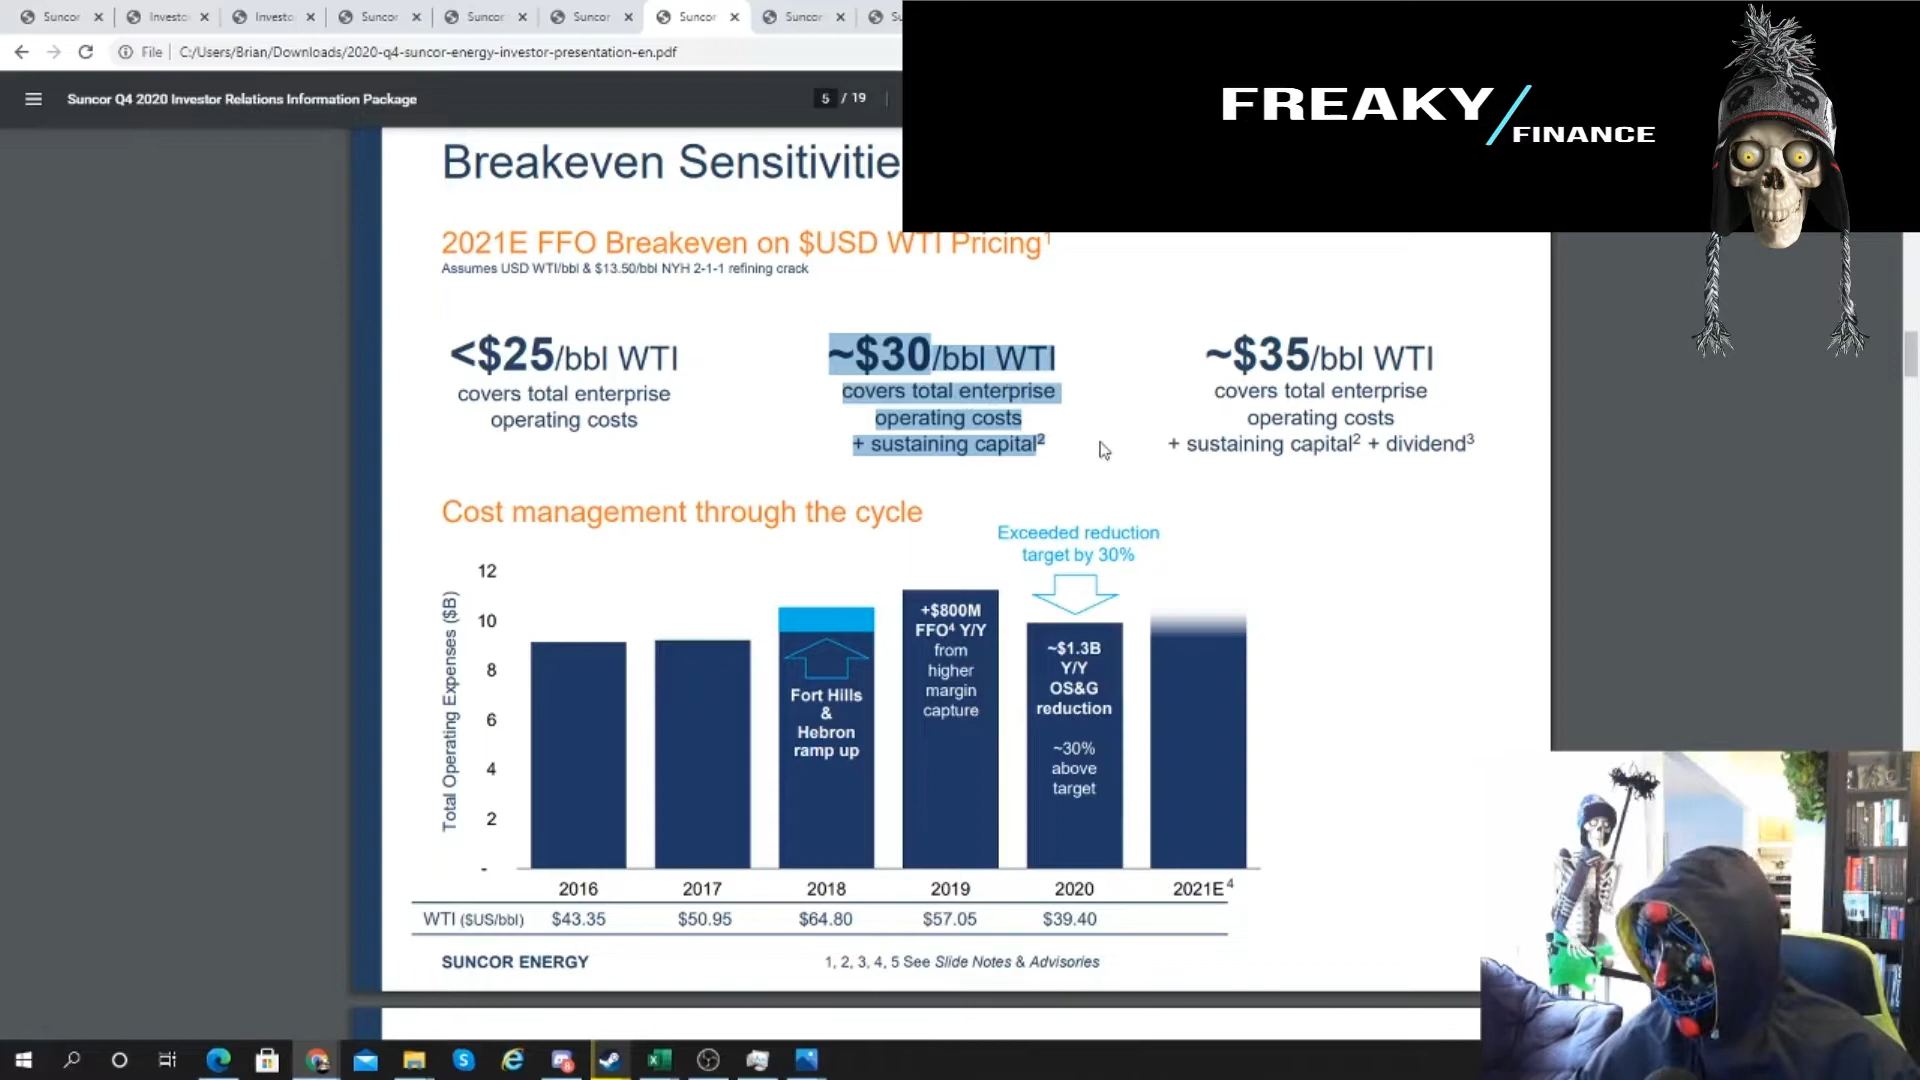 Suncor
Investo
Investo
Suncor
Suncor
Suncor
Suncor
Suncor
File
C:/Users/Brian/Downloads/2020-q4-suncor-energy-investor-presentation-en.pdf
Suncor Q4 2020 Investor Relations Information Package
5 / 19
FREAKY/
FINANCE
Breakeven Sensitivitie
2021E FFO Breakeven on $USD WTI Pricing¹
Assumes USD WTI/bbl & $13.50/bbl NYH 2-1-1 refining crack
<$25/bbl WTI
covers total enterprise
operating costs
~$30/bbl WTI
covers total enterprise
operating costs
+ sustaining capital²
~$35/bbl WTI
covers total enterprise
operating costs
+ sustaining capital² + dividend³
Cost management through the cycle
Exceeded reduction
target by 30%
Total Operating Expenses ($B)
12
10
8
6
4
2
-
Fort Hills
&
Hebron
ramp up
+$800M
FFO⁴ Y/Y
from
higher
margin
capture
~$1.3B
Y/Y
OS&G
reduction
~30%
above
target
2016 2017 2018 2019 2020 2021E⁴
WTI ($US/bbl) $43.35 $50.95 $64.80 $57.05 $39.40
SUNCOR ENERGY
1, 2, 3, 4, 5 See Slide Notes & Advisories